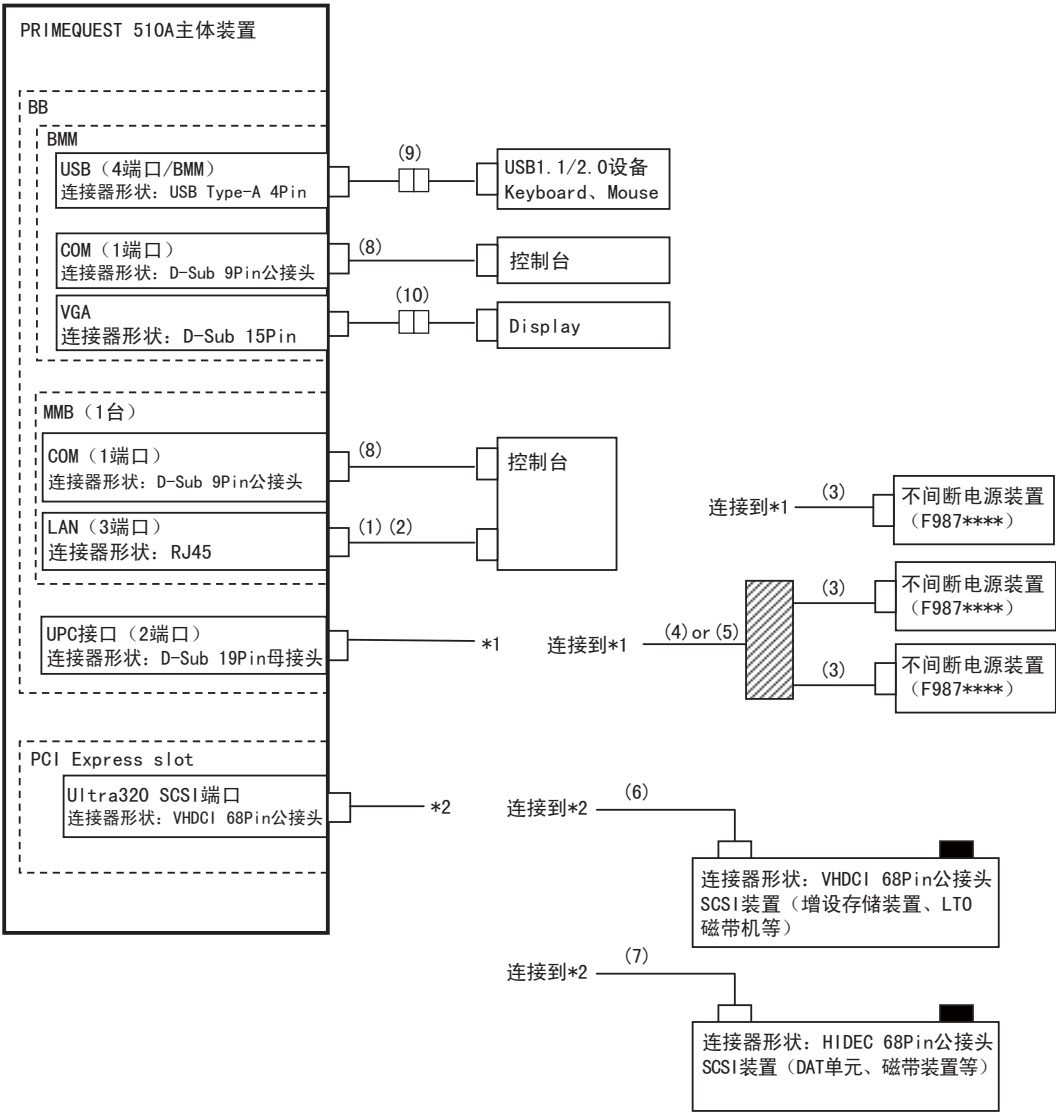 PRIMEQUEST 510A主体装置
BB
BMM
USB（4端口/BMM）
连接器形状: USB Type-A 4Pin
(9)
USB1.1/2.0设备
Keyboard、Mouse
COM（1端口）
连接器形状: D-Sub 9Pin公接头
(8)
控制台
VGA
连接器形状: D-Sub 15Pin
(10)
Display
MMB（1台）
COM（1端口）
连接器形状: D-Sub 9Pin公接头
(8)
控制台
LAN（3端口）
连接器形状: RJ45
(1)(2)
连接到*1
(3)
不间断电源装置
（F987****）
UPC接口（2端口）
连接器形状: D-Sub 19Pin母接头
*1
连接到*1
(4)or(5)
(3)
不间断电源装置
（F987****）
(3)
不间断电源装置
（F987****）
PCI Express slot
Ultra320 SCSI端口
连接器形状: VHDCI 68Pin公接头
*2
连接到*2
(6)
连接器形状: VHDCI 68Pin公接头
SCSI装置（增设存储装置、LTO
磁带机等）
连接到*2
(7)
连接器形状: HIDEC 68Pin公接头
SCSI装置（DAT单元、磁带装置等）